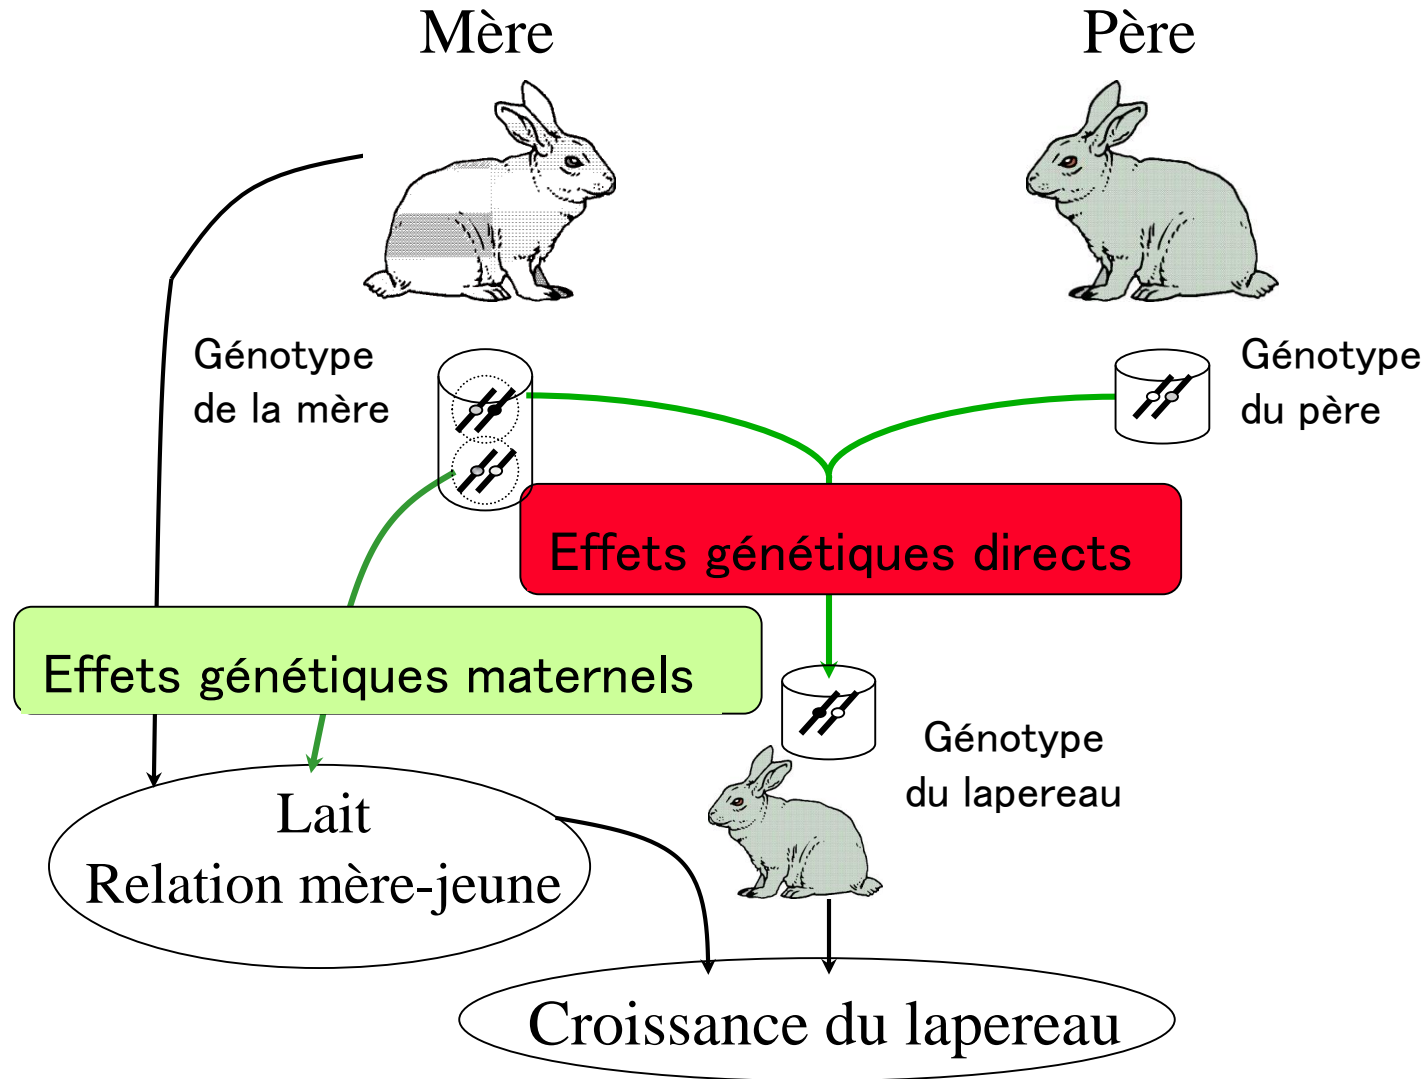 Mère
Père
Génotype
de la mère
Génotype
du père
Effets génétiques directs
Effets génétiques maternels
Génotype
du lapereau
Lait
Relation mère-jeune
Croissance du lapereau